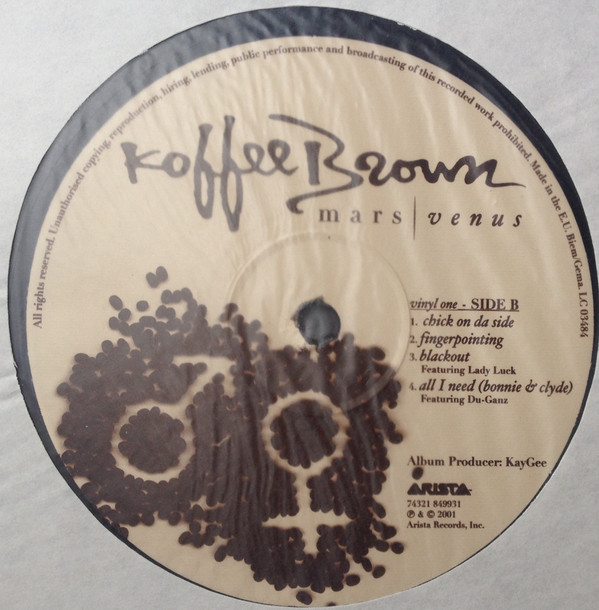 All rights reserved. Unauthorised copying, reproduction, hiring, lending, public performance and broadcasting of this recorded work prohibited. Made in the E.U. Biem/Gema. LC 03484
Koffee Brown
mars | venus
vinyl one - SIDE B
1. chick on da side
2. fingerpointing
3. blackout
Featuring Lady Luck
4. all I need (bonnie & clyde)
Featuring Du-Ganz
Album Producer: KayGee
ARISTA
74321 849931
℗ & © 2001
Arista Records, Inc.